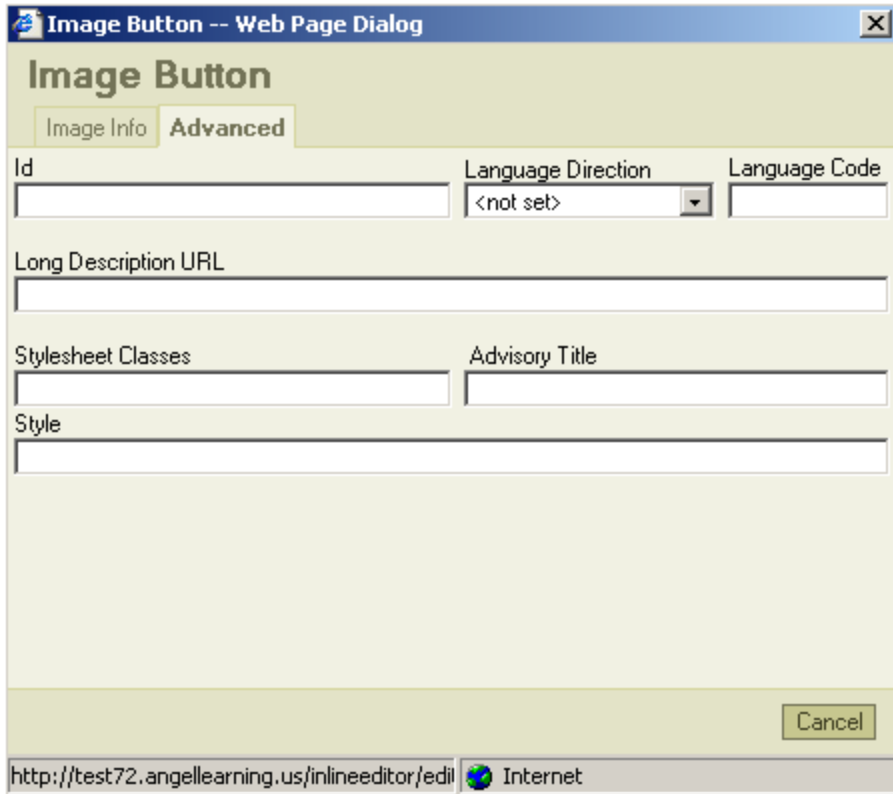 Image Button -- Web Page Dialog
Image Button
Image Info Advanced
Id Language Direction Language Code
<not set>
Long Description URL
Stylesheet Classes Advisory Title
Style
Cancel
http://test72.angellearning.us/inlineeditor/edi Internet